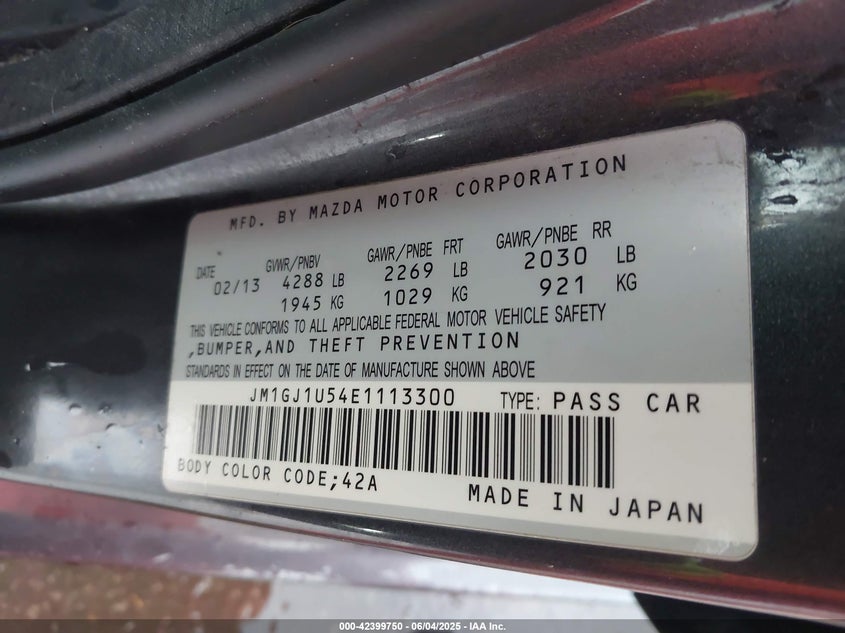 MFD. BY MAZDA MOTOR CORPORATION
DATE GVWR/PNBV GAWR/PNBE FRT GAWR/PNBE RR
02/13 4288 LB 2269 LB 2030 LB
1945 KG 1029 KG 921 KG
THIS VEHICLE CONFORMS TO ALL APPLICABLE FEDERAL MOTOR VEHICLE SAFETY
,BUMPER,AND THEFT PREVENTION
STANDARDS IN EFFECT ON THE DATE OF MANUFACTURE SHOWN ABOVE
JM1GJ1U54E1113300 TYPE: PASS CAR
BODY COLOR CODE;42A MADE IN JAPAN
000-42399750 - 06/04/2025 - IAA Inc.